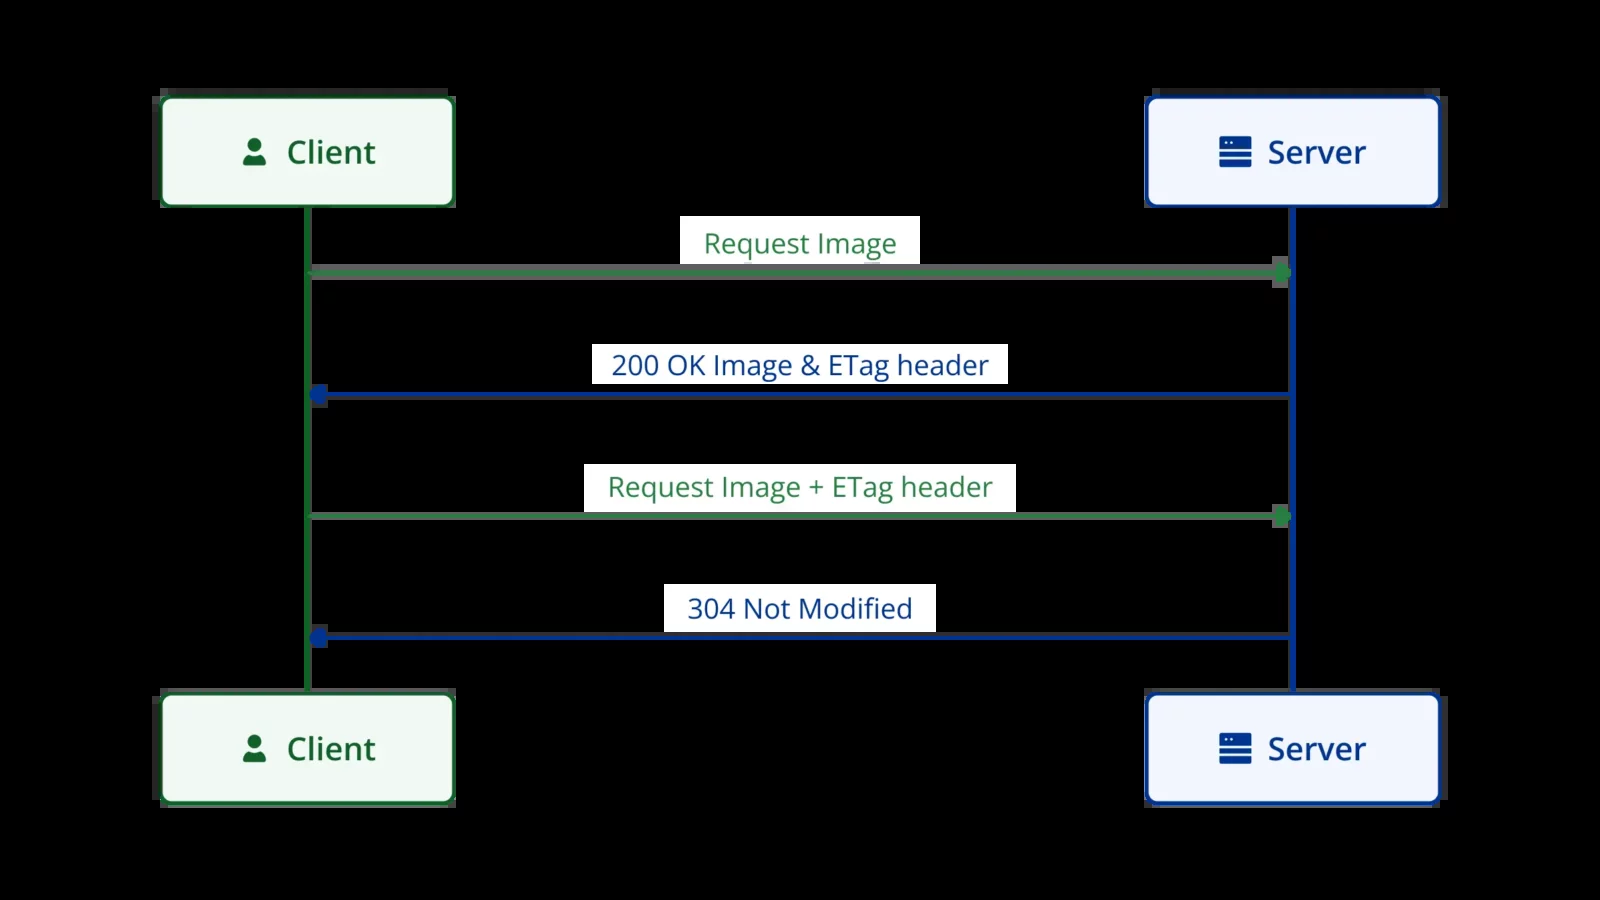 Client
Server
Request Image
200 OK Image & ETag header
Request Image + ETag header
304 Not Modified
Client
Server